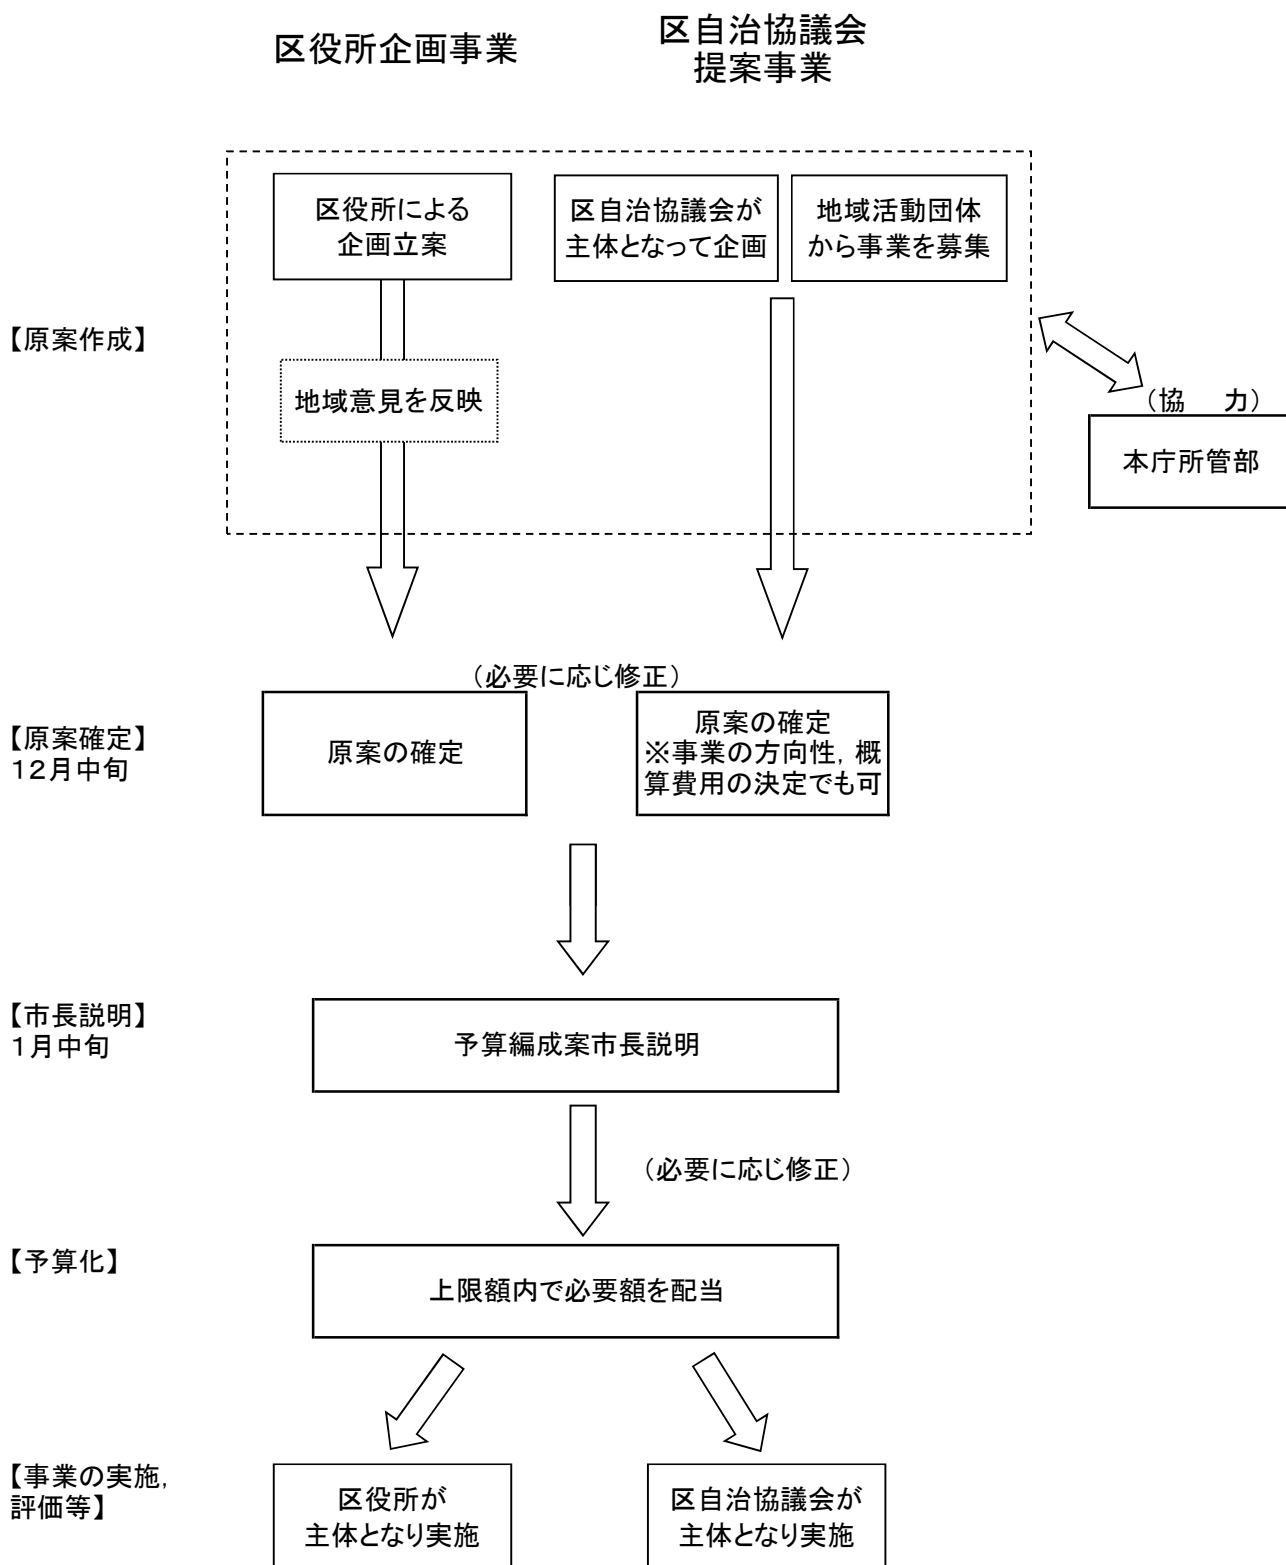 区役所企画事業
区自治協議会
提案事業
区役所による
企画立案
区自治協議会が
主体となって企画
地域活動団体
から事業を募集
【原案作成】
地域意見を反映
（協　力）
本庁所管部
（必要に応じ修正）
【原案確定】
12月中旬
原案の確定
原案の確定
※事業の方向性，概
算費用の決定でも可
【市長説明】
1月中旬
予算編成案市長説明
（必要に応じ修正）
【予算化】
上限額内で必要額を配当
【事業の実施，
評価等】
区役所が
主体となり実施
区自治協議会が
主体となり実施